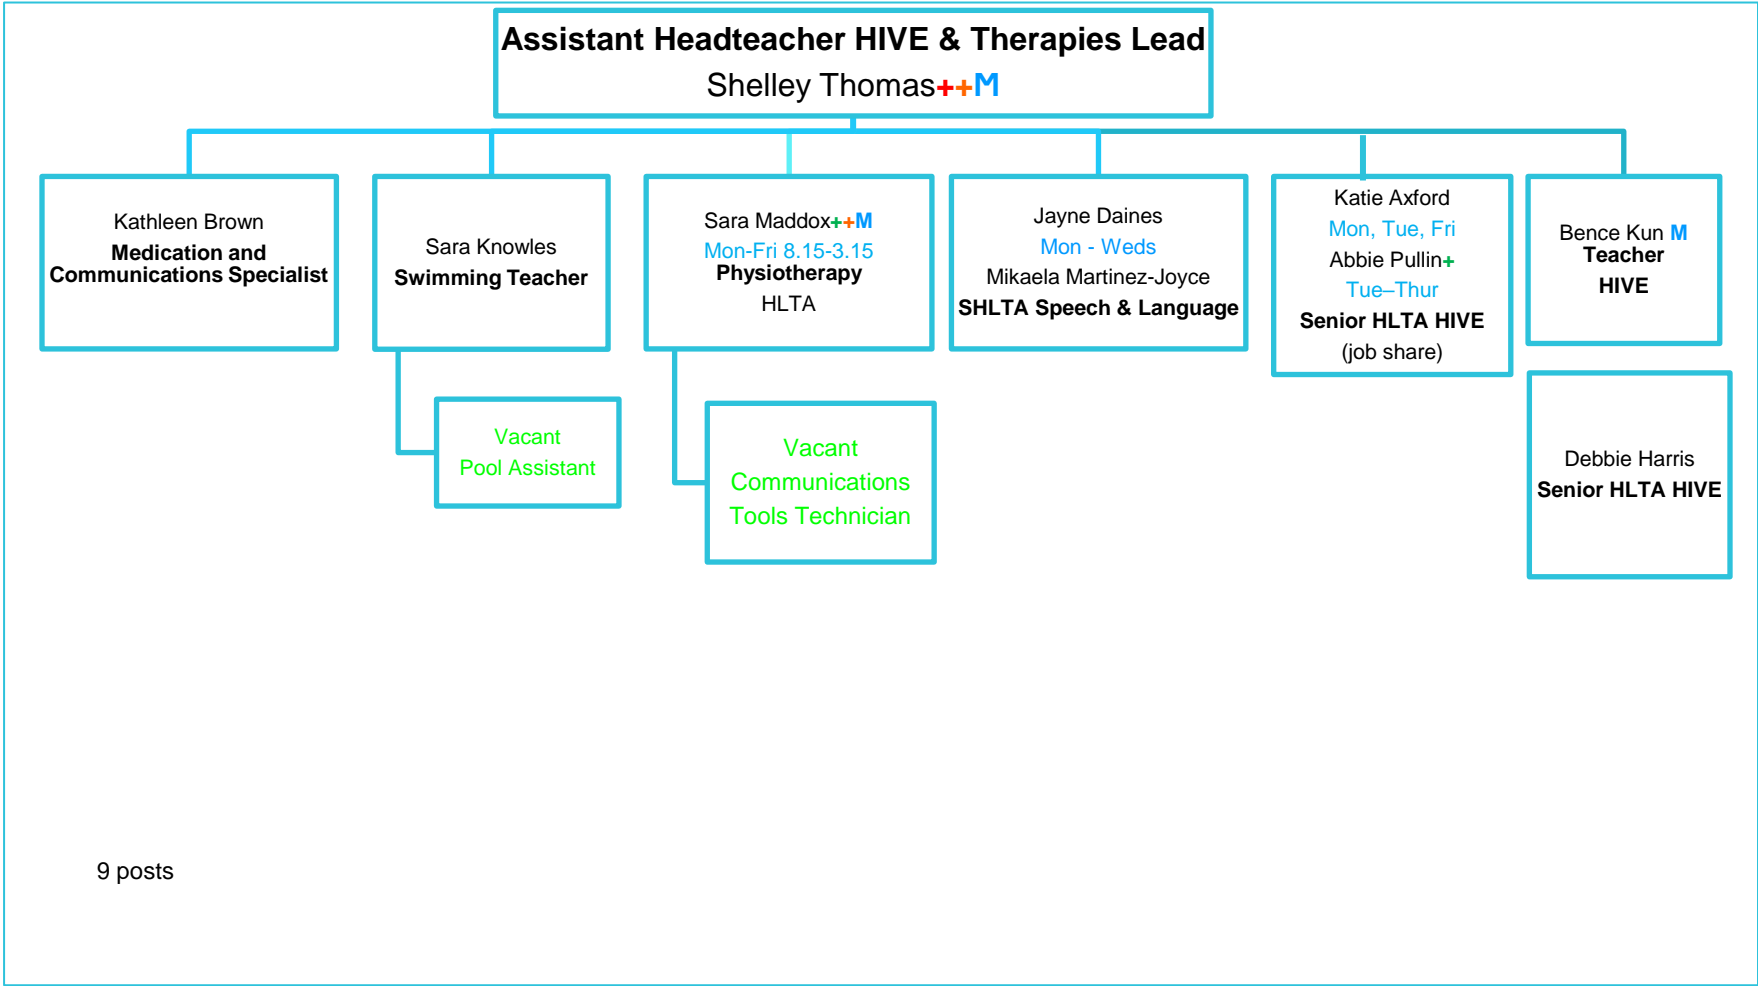 Assistant Headteacher HIVE & Therapies Lead
Shelley Thomas++M
Kathleen Brown
Medication and
Communications Specialist
Sara Knowles
Swimming Teacher
Sara Maddox++M
Mon-Fri 8.15-3.15
Physiotherapy
HLTA
Jayne Daines
Mon - Weds
Mikaela Martinez-Joyce
SHLTA Speech & Language
Katie Axford
Mon, Tue, Fri
Abbie Pullin+
Tue–Thur
Senior HLTA HIVE
(job share)
Bence Kun M
Teacher
HIVE
Vacant
Pool Assistant
Vacant
Communications
Tools Technician
Debbie Harris
Senior HLTA HIVE
9 posts